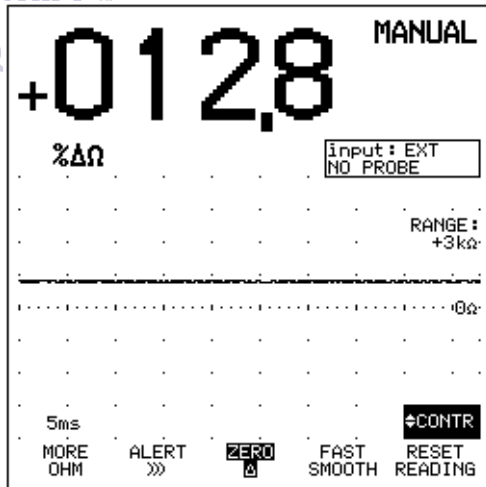 MANUAL
+012,8
%ΔΩ
input: EXT
NO PROBE
RANGE:
+3kΩ
0Ω
5ms
CONTR
MORE OHM
ALERT
ZERO Δ
FAST SMOOTH
RESET READING